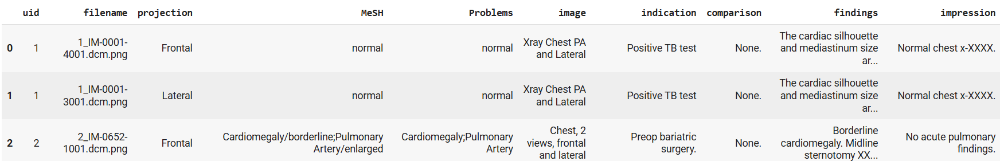 uid filename projection MeSH Problems image indication comparison findings impression
0 1 1_IM-0001-4001.dcm.png Frontal normal normal Xray Chest PA and Lateral Positive TB test None. The cardiac silhouette and mediastinum size ar... Normal chest x-XXXX.
1 1 1_IM-0001-3001.dcm.png Lateral normal normal Xray Chest PA and Lateral Positive TB test None. The cardiac silhouette and mediastinum size ar... Normal chest x-XXXX.
2 2 2_IM-0652-1001.dcm.png Frontal Cardiomegaly/borderline;Pulmonary Artery/enlarged Cardiomegaly;Pulmonary Artery Chest, 2 views, frontal and lateral Preop bariatric surgery. None. Borderline cardiomegaly. Midline sternotomy XX... No acute pulmonary findings.